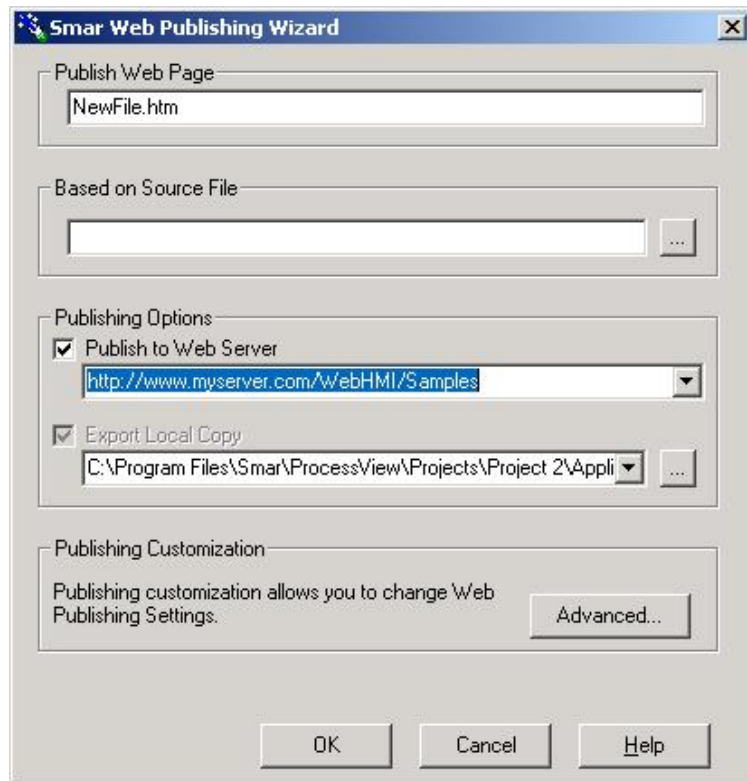 Smar Web Publishing Wizard
Publish Web Page
NewFile.htm
Based on Source File
...
Publishing Options
Publish to Web Server
http://www.myserver.com/WebHMI/Samples
Export Local Copy
C:\Program Files\Smar\ProcessView\Projects\Project 2\Appli
...
Publishing Customization
Publishing customization allows you to change Web
Publishing Settings.
Advanced...
OK Cancel Help